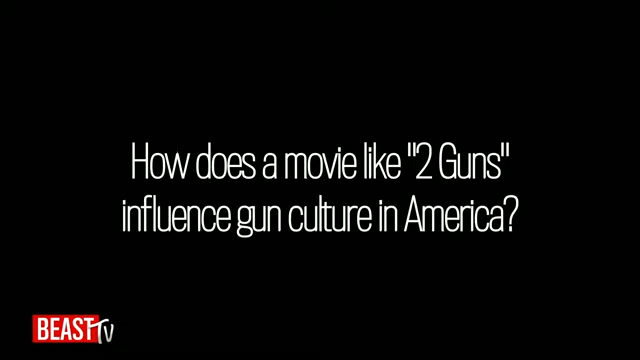 How does a movie like "2 Guns"
influence gun culture in America?
BEAST TV